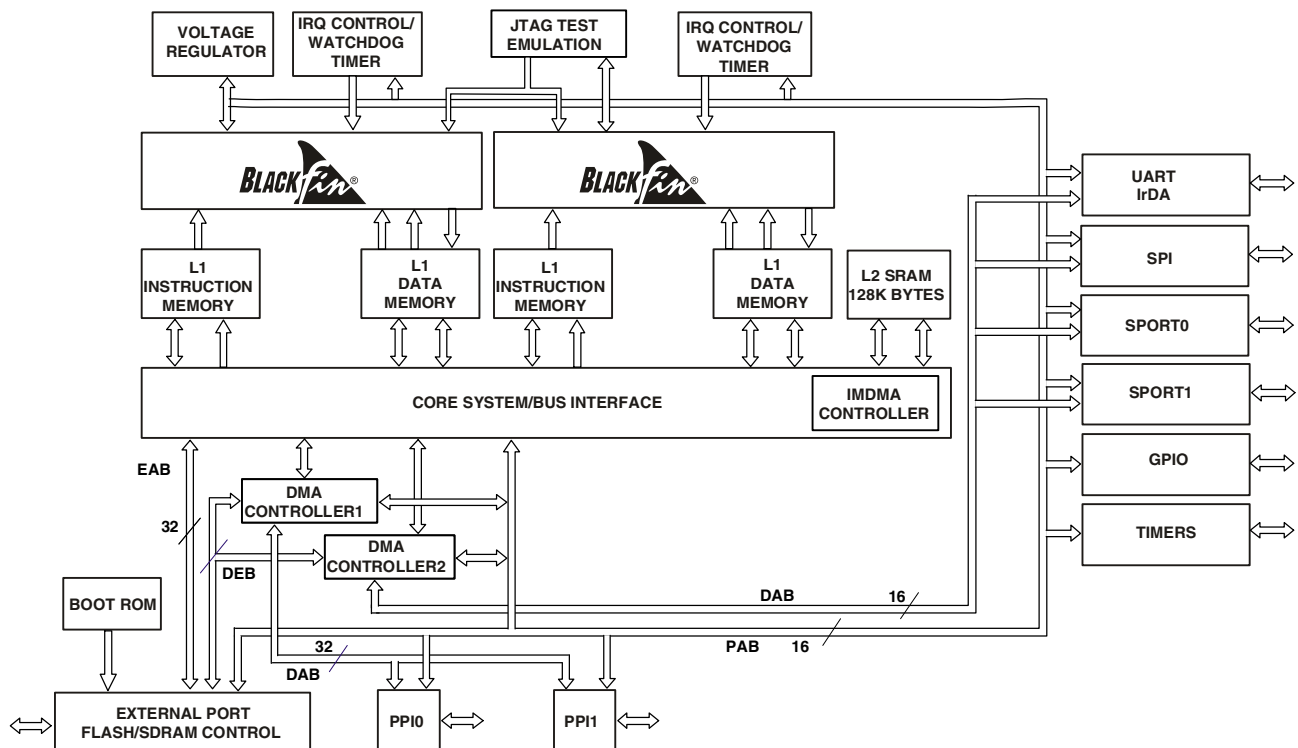 VOLTAGE
REGULATOR
IRQ CONTROL/
WATCHDOG
TIMER
JTAG TEST
EMULATION
IRQ CONTROL/
WATCHDOG
TIMER
BLACKfin®
BLACKfin®
UART
IrDA
L1
INSTRUCTION
MEMORY
L1
DATA
MEMORY
L1
INSTRUCTION
MEMORY
L1
DATA
MEMORY
L2 SRAM
128K BYTES
SPI
SPORT0
CORE SYSTEM/BUS INTERFACE
IMDMA
CONTROLLER
SPORT1
EAB
GPIO
DMA
CONTROLLER1
32
TIMERS
DMA
CONTROLLER2
DEB
BOOT ROM
DAB
16
PAB
16
32
DAB
EXTERNAL PORT
FLASH/SDRAM CONTROL
PPI0
PPI1